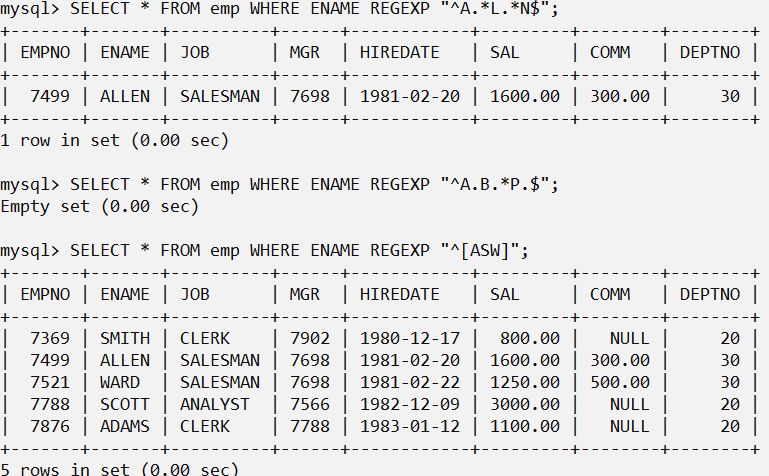 mysql> SELECT * FROM emp WHERE ENAME REGEXP "^A.*L.*N$";
+-------+-------+----------+------+------------+---------+--------+--------+
| EMPNO | ENAME | JOB      | MGR  | HIREDATE   | SAL     | COMM   | DEPTNO |
+-------+-------+----------+------+------------+---------+--------+--------+
|  7499 | ALLEN | SALESMAN | 7698 | 1981-02-20 | 1600.00 | 300.00 |     30 |
+-------+-------+----------+------+------------+---------+--------+--------+
1 row in set (0.00 sec)

mysql> SELECT * FROM emp WHERE ENAME REGEXP "^A.B.*P.$";
Empty set (0.00 sec)

mysql> SELECT * FROM emp WHERE ENAME REGEXP "^[ASW]";
+-------+-------+----------+------+------------+---------+--------+--------+
| EMPNO | ENAME | JOB      | MGR  | HIREDATE   | SAL     | COMM   | DEPTNO |
+-------+-------+----------+------+------------+---------+--------+--------+
|  7369 | SMITH | CLERK    | 7902 | 1980-12-17 |  800.00 |   NULL |     20 |
|  7499 | ALLEN | SALESMAN | 7698 | 1981-02-20 | 1600.00 | 300.00 |     30 |
|  7521 | WARD  | SALESMAN | 7698 | 1981-02-22 | 1250.00 | 500.00 |     30 |
|  7788 | SCOTT | ANALYST  | 7566 | 1982-12-09 | 3000.00 |   NULL |     20 |
|  7876 | ADAMS | CLERK    | 7788 | 1983-01-12 | 1100.00 |   NULL |     20 |
+-------+-------+----------+------+------------+---------+--------+--------+
5 rows in set (0.00 sec)